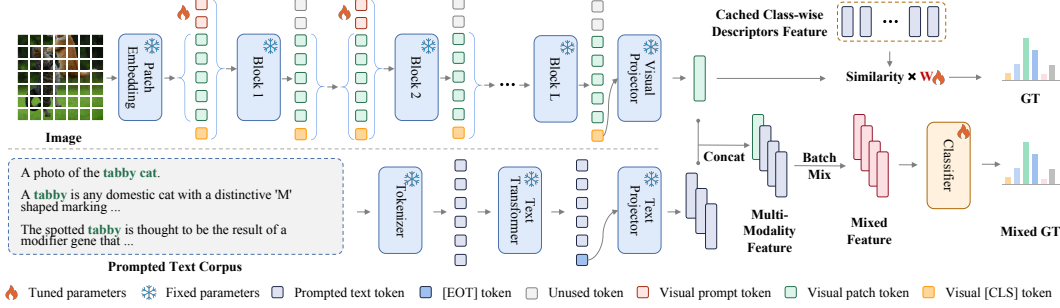 Cached Class-wise
Descriptors Feature
Patch
Embedding
Block 1
Block 2
Block L
Visual
Projector
Similarity × W
GT
Image
Concat
Batch
Mix
Classifier
A photo of the tabby cat.
A tabby is any domestic cat with a distinctive 'M'
shaped marking ...
The spotted tabby is thought to be the result of a
modifier gene that ...
Tokenizer
Text
Transformer
Text
Projector
Multi-
Modality
Feature
Mixed
Feature
Mixed GT
Prompted Text Corpus
Tuned parameters
Fixed parameters
Prompted text token
[EOT] token
Unused token
Visual prompt token
Visual patch token
Visual [CLS] token